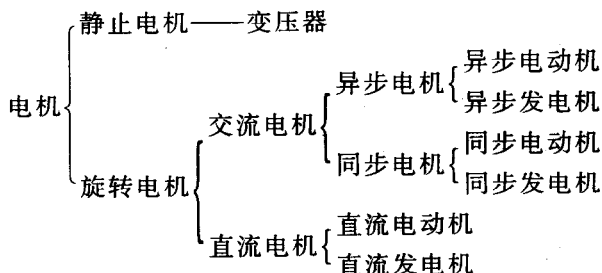 静止电机——变压器
异步电动机
异步电机
异步发电机
电机
交流电机
同步电动机
同步电机
同步发电机
旋转电机
直流电动机
直流电机
直流发电机